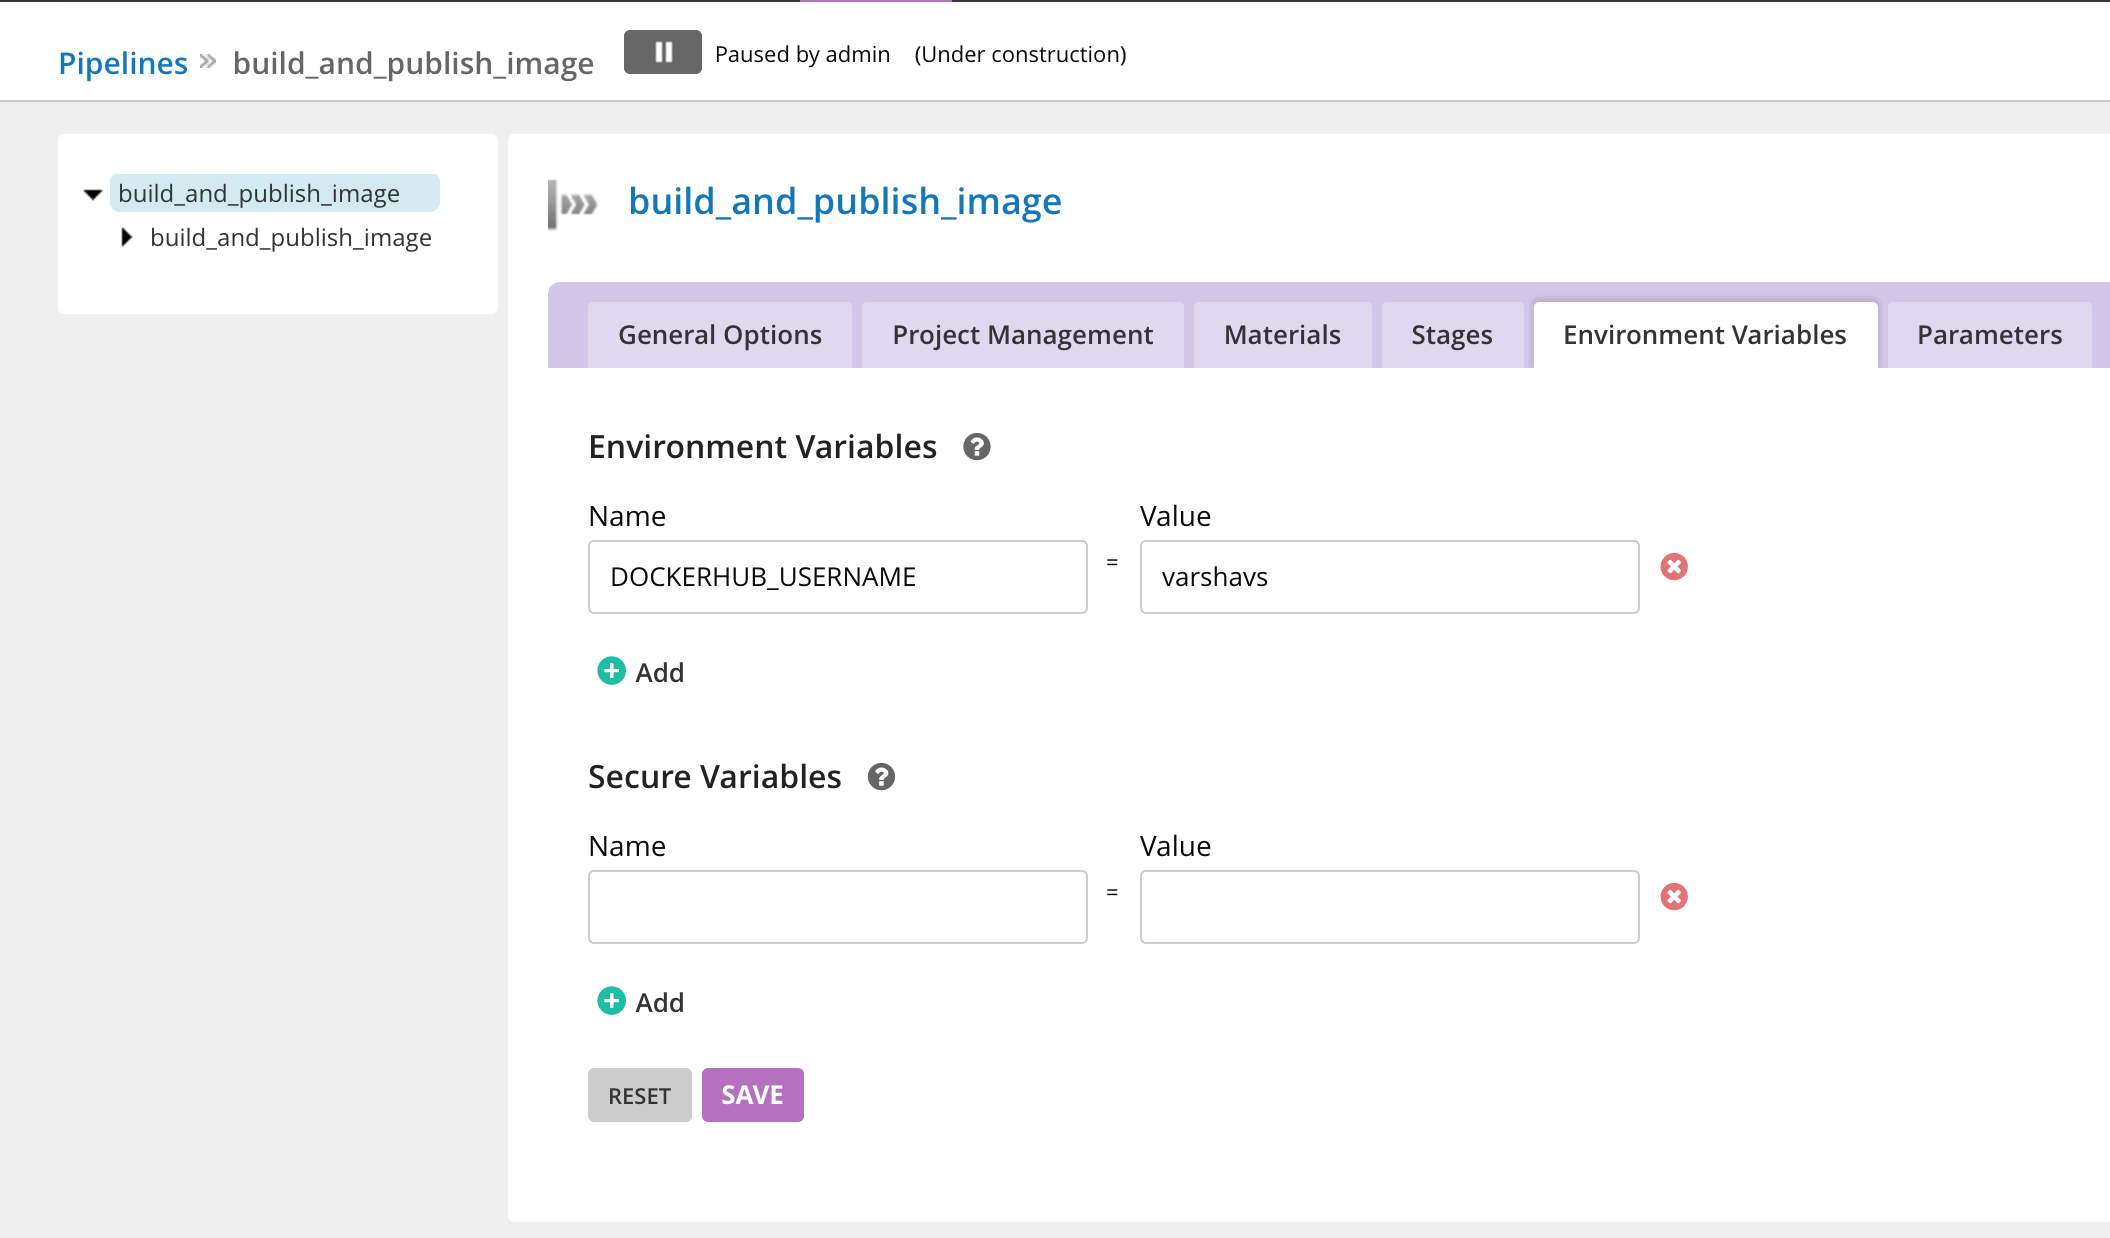 Pipelines » build_and_publish_image Paused by admin (Under construction)
build_and_publish_image
build_and_publish_image
build_and_publish_image
General Options Project Management Materials Stages Environment Variables Parameters
Environment Variables ?
Name Value
DOCKERHUB_USERNAME = varshavs
Add
Secure Variables ?
Name Value
=
Add
RESET SAVE